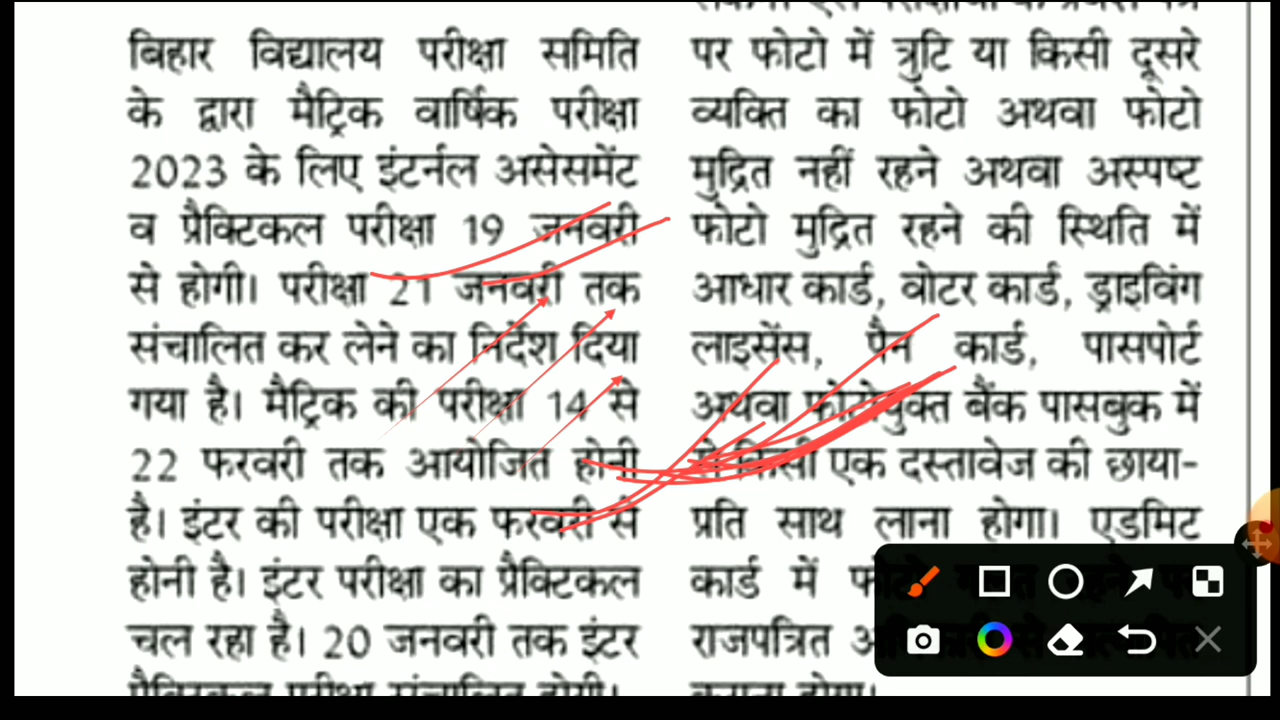 बिहार विद्यालय परीक्षा समिति
के द्वारा मैट्रिक वार्षिक परीक्षा
2023 के लिए इंटर्नल असेसमेंट
व प्रैक्टिकल परीक्षा 19 जनवरी
से होगी। परीक्षा 21 जनवरी तक
संचालित कर लेने का निर्देश दिया
गया है। मैट्रिक की परीक्षा 14 से
22 फरवरी तक आयोजित होनी
है। इंटर की परीक्षा एक फरवरी से
होनी है। इंटर परीक्षा का प्रैक्टिकल
चल रहा है। 20 जनवरी तक इंटर
पर फोटो में त्रुटि या किसी दूसरे
व्यक्ति का फोटो अथवा फोटो
मुद्रित नहीं रहने अथवा अस्पष्ट
फोटो मुद्रित रहने की स्थिति में
आधार कार्ड, वोटर कार्ड, ड्राइविंग
लाइसेंस, पैन कार्ड, पासपोर्ट
अथवा फोटोयुक्त बैंक पासबुक में
से किसी एक दस्तावेज की छाया-
प्रति साथ लाना होगा। एडमिट
कार्ड में
राजपत्रित